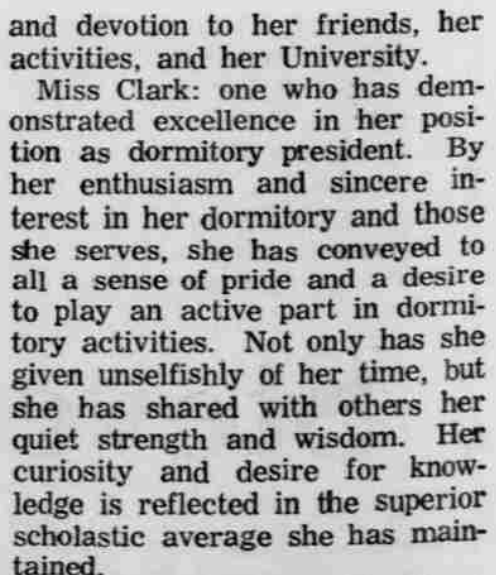 and devotion to her friends, her
activities, and her University.
Miss Clark: one who has dem-
onstrated excellence in her posi-
tion as dormitory president. By
her enthusiasm and sincere in-
terest in her dormitory and those
she serves, she has conveyed to
all a sense of pride and a desire
to play an active part in dormi-
tory activities. Not only has she
given unselfishly of her time, but
she has shared with others her
quiet strength and wisdom. Her
curiosity and desire for know-
ledge is reflected in the superior
scholastic average she has main-
tained.